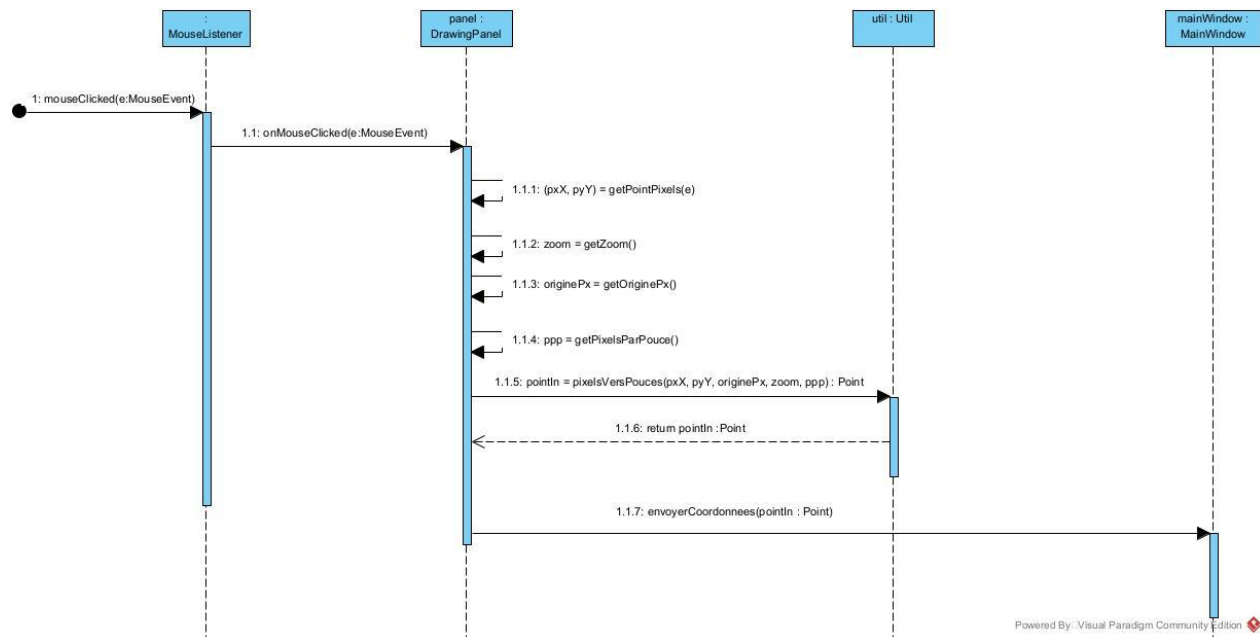 :
MouseListener
panel :
DrawingPanel
util : Util
mainWindow :
MainWindow
1: mouseClicked(e:MouseEvent)
1.1: onMouseClicked(e:MouseEvent)
1.1.1: (pxX, pyY) = getPointPixels(e)
1.1.2: zoom = getZoom()
1.1.3: originePx = getOriginePx()
1.1.4: ppp = getPixelsParPouce()
1.1.5: pointIn = pixelsVersPouces(pxX, pyY, originePx, zoom, ppp) : Point
1.1.6: return pointIn :Point
1.1.7: envoyerCoordonnees(pointIn : Point)
Powered By Visual Paradigm Community Edition